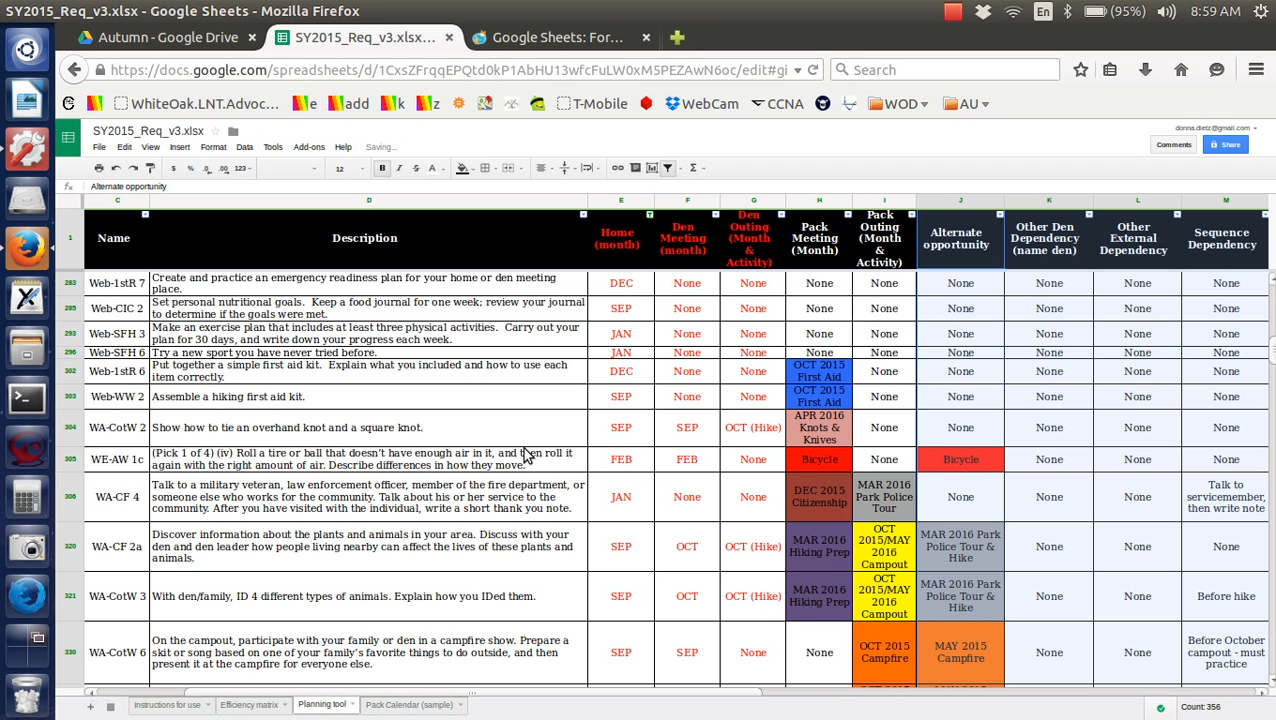 SY2015_Req_v3.xlsx - Google Sheets - Mozilla Firefox
En (95%) 8:59 AM
Autumn - Google Drive × SY2015_Req_v3.xlsx... × Google Sheets: For... ×
https://docs.google.com/spreadsheets/d/1CxsZFrqqEPQtd0kP1AbHU13wfcFuLW0xM5PEZAwN6oc/edit#gi Search
WhiteOak.LNT.Advoc... e add k z T-Mobile WebCam CCNA WOD AU
SY2015_Req_v3.xlsx donna.dietz@gmail.com
File Edit View Insert Format Data Tools Add-ons Help Saving... Comments Share
$ % .0 .00 123 12 B I S A Σ
fx Alternate opportunity
C D E F G H I J K L M
1 Name Description Home (month) Den Meeting (month) Den Outing (Month & Activity) Pack Meeting (Month) Pack Outing (Month & Activity) Alternate opportunity Other Den Dependency (name den) Other External Dependency Sequence Dependency
283 Web-1stR 7 Create and practice an emergency readiness plan for your home or den meeting place. DEC None None None None None None None None
285 Web-CIC 2 Set personal nutritional goals. Keep a food journal for one week; review your journal to determine if the goals were met. SEP None None None None None None None None
293 Web-SFH 3 Make an exercise plan that includes at least three physical activities. Carry out your plan for 30 days, and write down your progress each week. JAN None None None None None None None None
296 Web-SFH 6 Try a new sport you have never tried before. JAN None None None None None None None None
302 Web-1stR 6 Put together a simple first aid kit. Explain what you included and how to use each item correctly. DEC None None OCT 2015 First Aid None None None None None
303 Web-WW 2 Assemble a hiking first aid kit. SEP None None OCT 2015 First Aid None None None None None
304 WA-CotW 2 Show how to tie an overhand knot and a square knot. SEP SEP OCT (Hike) APR 2016 Knots & Knives None None None None None
305 WE-AW 1c (Pick 1 of 4) (iv) Roll a tire or ball that doesn't have enough air in it, and then roll it again with the right amount of air. Describe differences in how they move. FEB FEB None Bicycle None Bicycle None None None
306 WA-CF 4 Talk to a military veteran, law enforcement officer, member of the fire department, or someone else who works for the community. Talk about his or her service to the community. After you have visited with the individual, write a short thank you note. JAN None None DEC 2015 Citizenship MAR 2016 Park Police Tour None None None Talk to servicemember, then write note
320 WA-CF 2a Discover information about the plants and animals in your area. Discuss with your den and den leader how people living nearby can affect the lives of these plants and animals. SEP OCT OCT (Hike) MAR 2016 Hiking Prep OCT 2015/MAY 2016 Campout MAR 2016 Park Police Tour & Hike None None None
321 WA-CotW 3 With den/family, ID 4 different types of animals. Explain how you IDed them. SEP OCT OCT (Hike) MAR 2016 Hiking Prep OCT 2015/MAY 2016 Campout MAR 2016 Park Police Tour & Hike None None Before hike
330 WA-CotW 6 On the campout, participate with your family or den in a campfire show. Prepare a skit or song based on one of your family's favorite things to do outside, and then present it at the campfire for everyone else. SEP SEP None None OCT 2015 Campfire MAY 2015 Campfire None None Before October campout - must practice
Instructions for use Efficiency matrix Planning tool Pack Calendar (sample) Count: 356